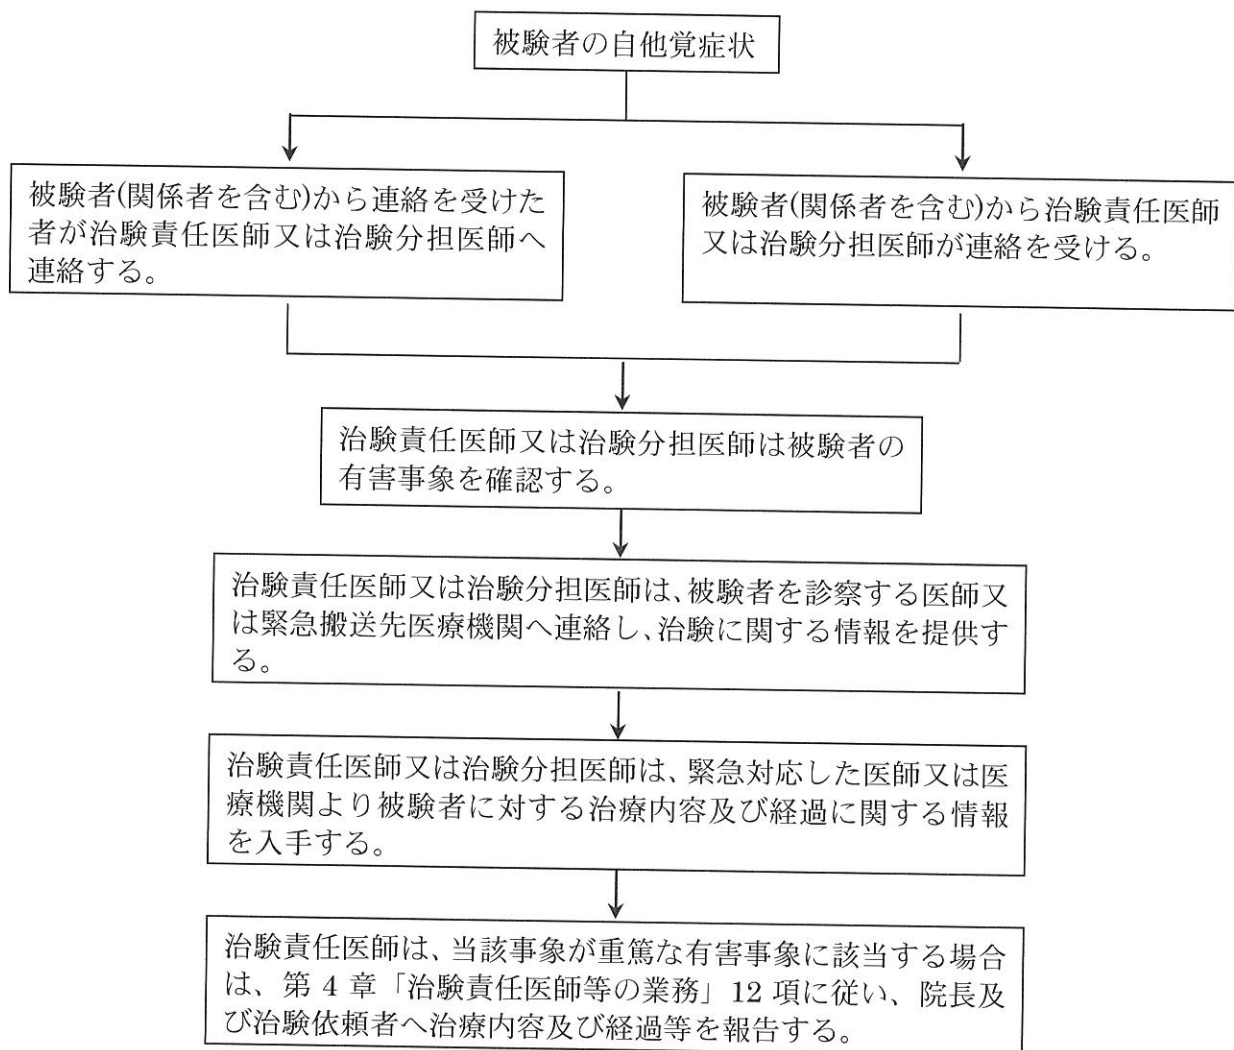 被験者の自他覚症状
被験者(関係者を含む)から連絡を受けた
者が治験責任医師又は治験分担医師へ
連絡する。
被験者(関係者を含む)から治験責任医師
又は治験分担医師が連絡を受ける。
治験責任医師又は治験分担医師は被験者の
有害事象を確認する。
治験責任医師又は治験分担医師は、被験者を診察する医師又
は緊急搬送先医療機関へ連絡し、治験に関する情報を提供す
る。
治験責任医師又は治験分担医師は、緊急対応した医師又は医
療機関より被験者に対する治療内容及び経過に関する情報
を入手する。
治験責任医師は、当該事象が重篤な有害事象に該当する場合
は、第 4 章「治験責任医師等の業務」12 項に従い、院長及
び治験依頼者へ治療内容及び経過等を報告する。